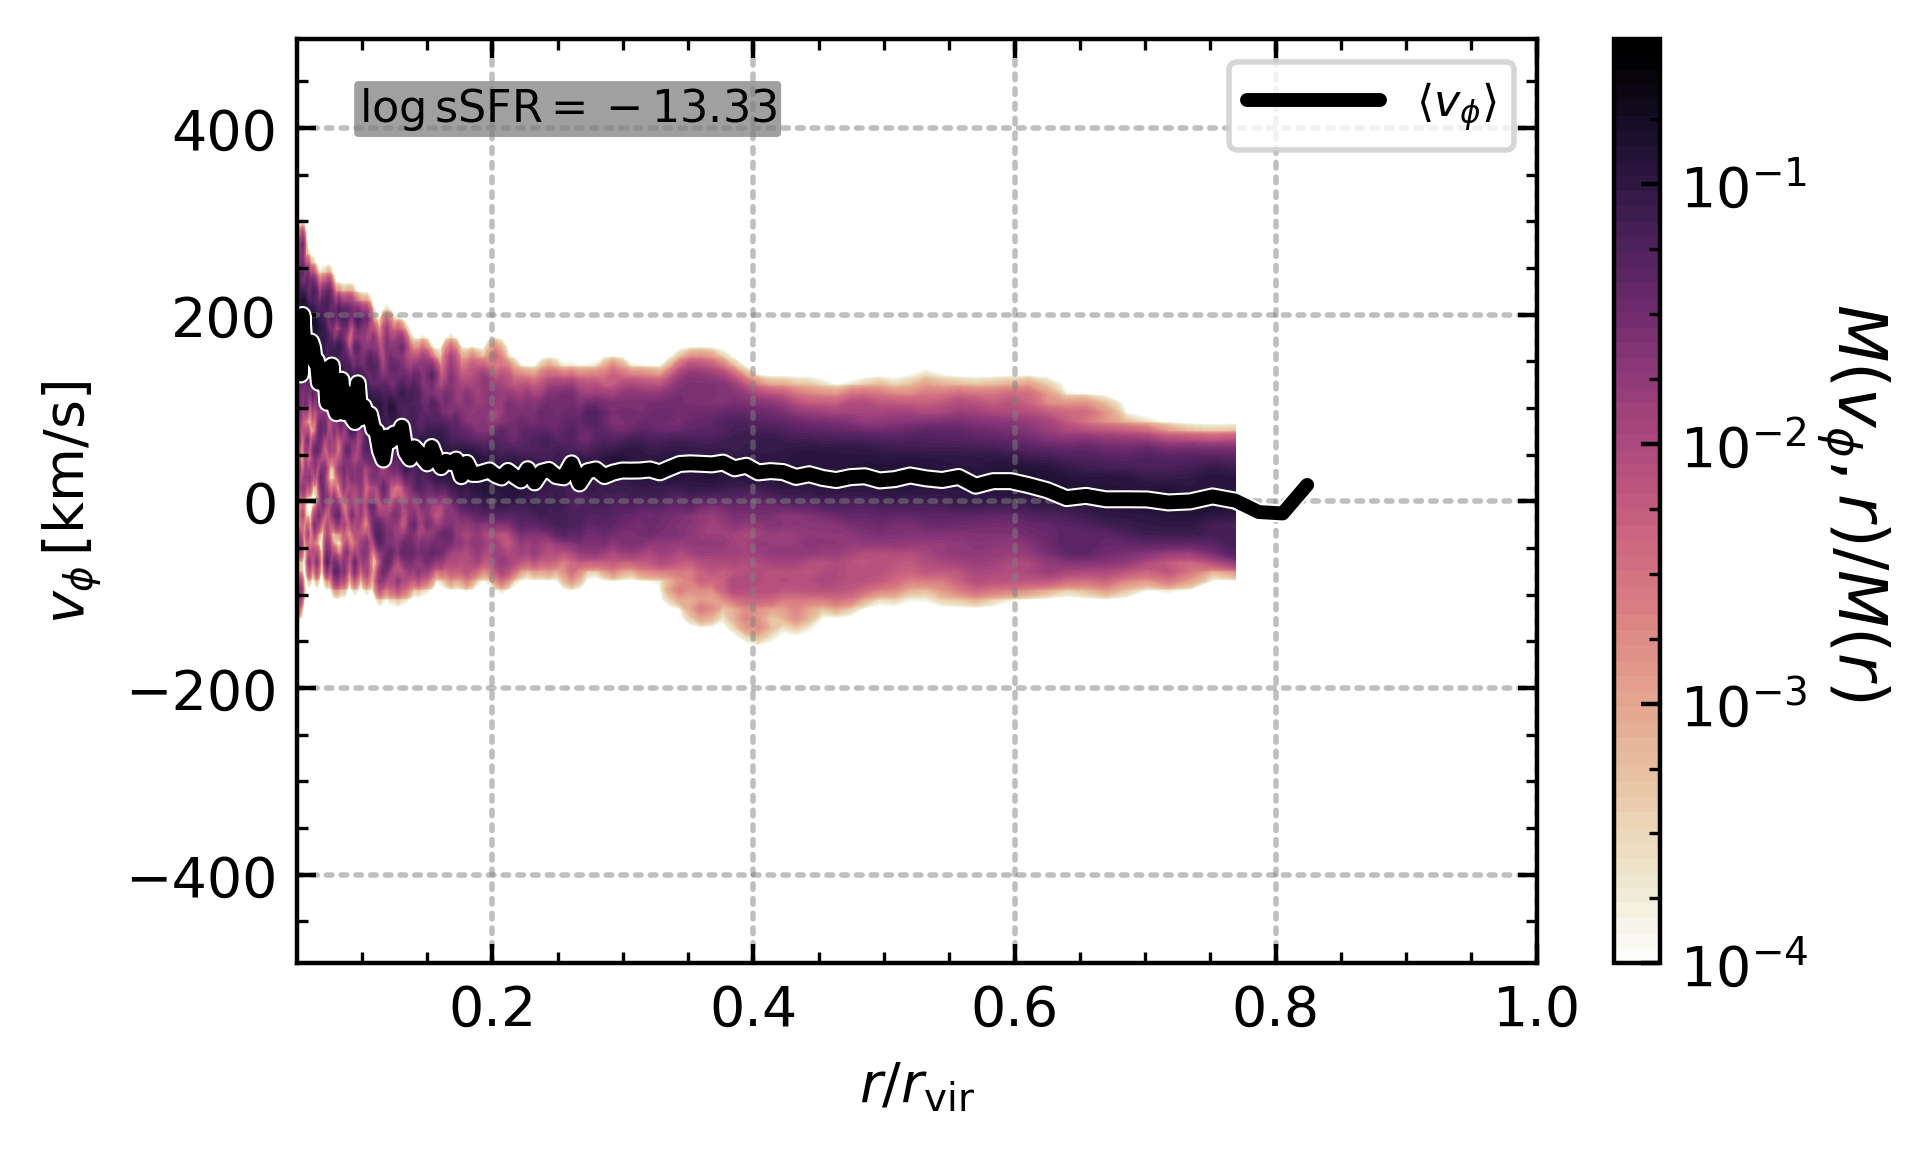 log sSFR = − 13.33
⟨v_ϕ⟩
400
200
0
−200
−400
v_ϕ [km/s]
0.2 0.4 0.6 0.8 1.0
r/r_vir
10⁻¹
10⁻²
10⁻³
10⁻⁴
M(v_ϕ, r)/M(r)